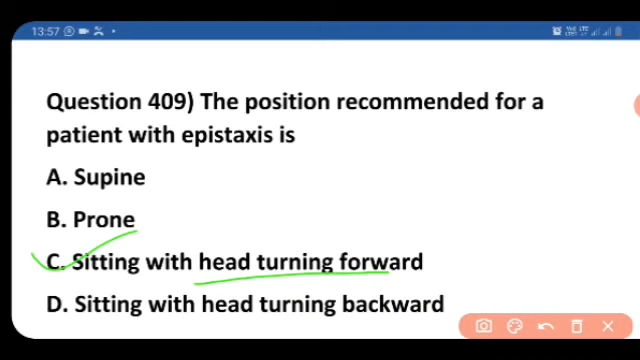 13:57
Question 409) The position recommended for a
patient with epistaxis is
A. Supine
B. Prone
C. Sitting with head turning forward
D. Sitting with head turning backward